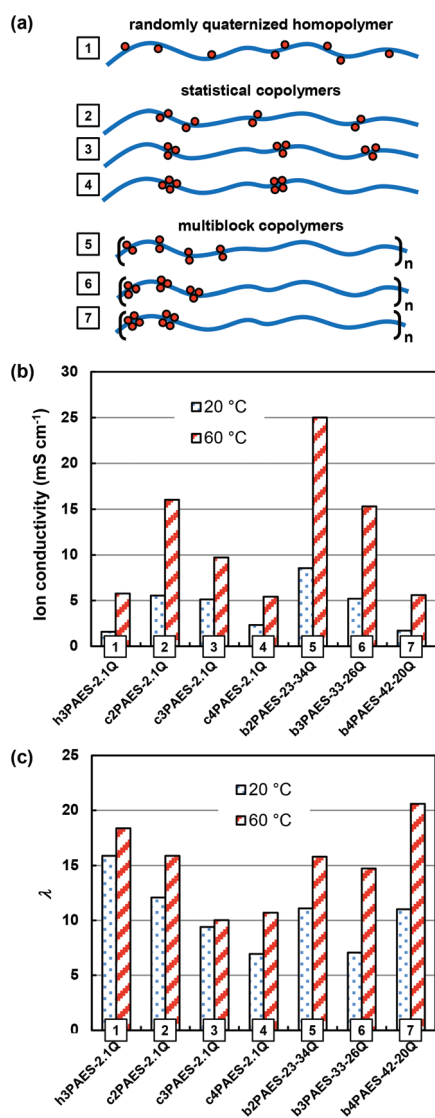 (a)
randomly quaternized homopolymer
1
statistical copolymers
2
3
4
multiblock copolymers
5
n
6
n
7
n
(b)
30
25
20
15
10
5
0
Ion conductivity (mS cm⁻¹)
20 °C
60 °C
1
2
3
4
5
6
7
h3PAES-2.1Q
c2PAES-2.1Q
c3PAES-2.1Q
c4PAES-2.1Q
b2PAES-23-34Q
b3PAES-33-26Q
b4PAES-42-20Q
(c)
25
20
15
10
5
0
λ
20 °C
60 °C
1
2
3
4
5
6
7
h3PAES-2.1Q
c2PAES-2.1Q
c3PAES-2.1Q
c4PAES-2.1Q
b2PAES-23-34Q
b3PAES-33-26Q
b4PAES-42-20Q